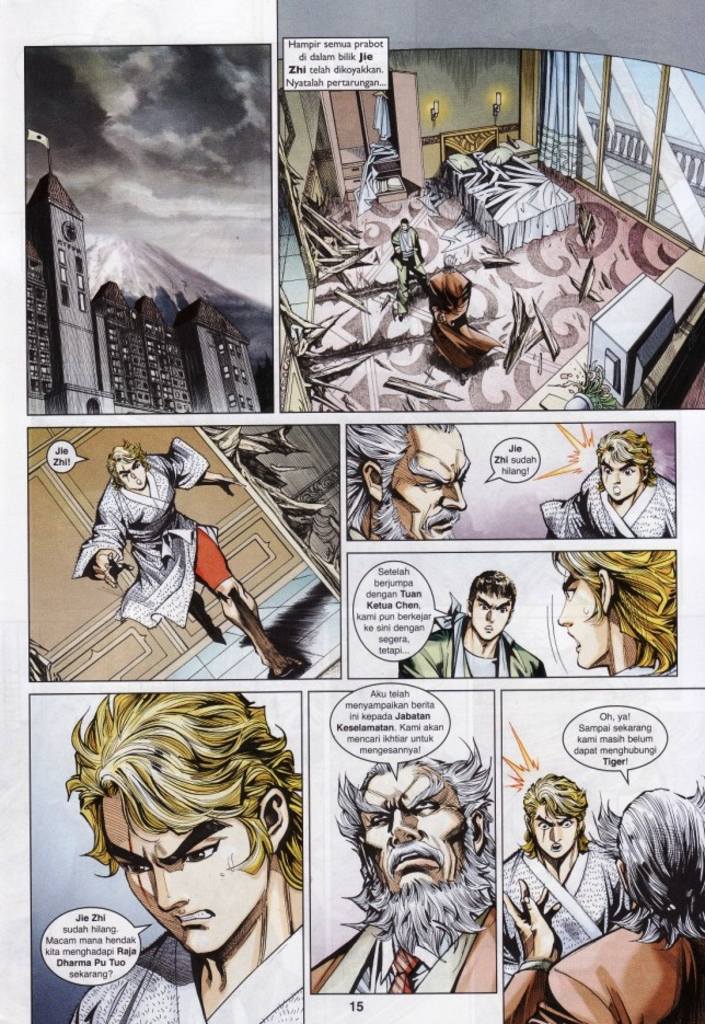 Hampir semua prabot
di dalam bilik Jie
Zhi telah dikoyakkan.
Nyatalah pertarungan...
Jie
Zhi!
Jie
Zhi sudah
hilang!
Setelah
berjumpa
dengan Tuan
Ketua Chen,
kami pun berkejar
ke sini dengan
segera,
tetapi...
Jie Zhi
sudah hilang.
Macam mana hendak
kita menghadapi Raja
Dharma Pu Tuo
sekarang?
Aku telah
menyampaikan berita
ini kepada Jabatan
Keselamatan. Kami akan
mencari ikhtiar untuk
mengesannya!
Oh, ya!
Sampai sekarang
kami masih belum
dapat menghubungi
Tiger!
15